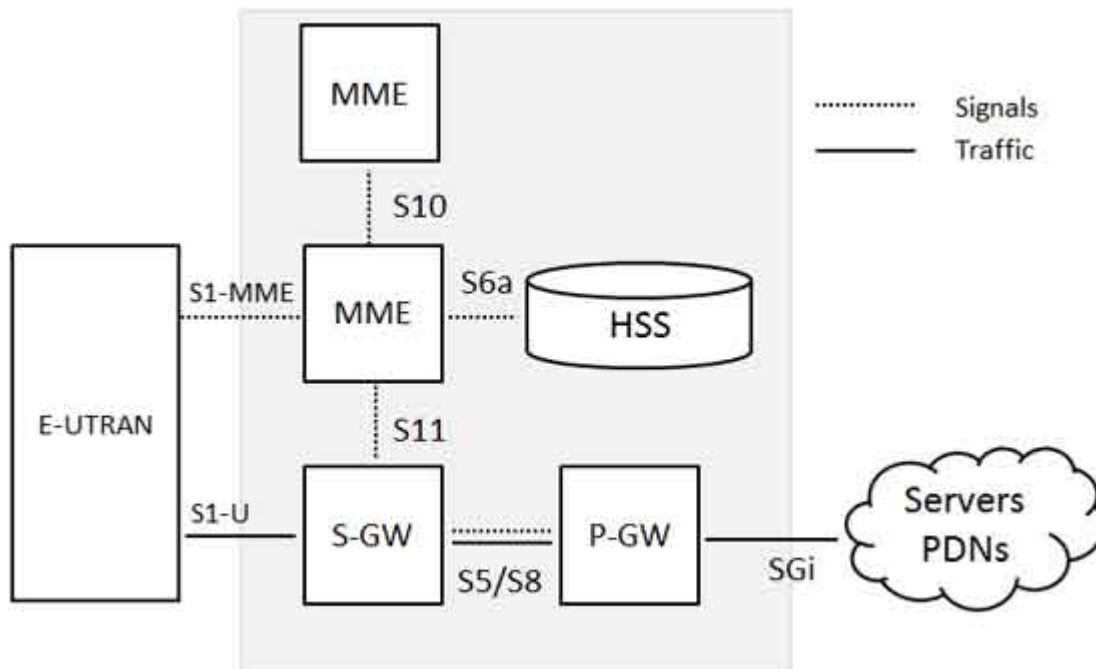 MME
Signals
Traffic
S10
S1-MME
MME
S6a
HSS
E-UTRAN
S11
S1-U
S-GW
S5/S8
P-GW
SGi
Servers
PDNs